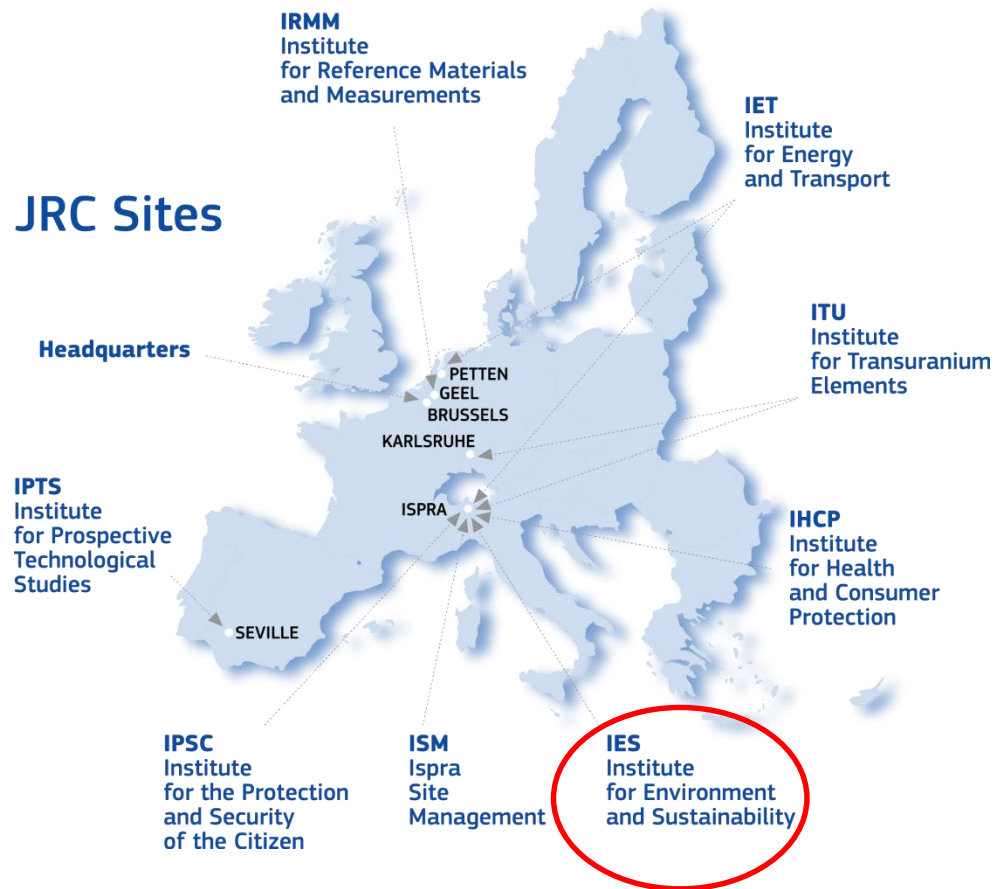 IRMM
Institute
for Reference Materials
and Measurements
IET
Institute
for Energy
and Transport
JRC Sites
ITU
Institute
for Transuranium
Elements
Headquarters
PETTEN
GEEL
BRUSSELS
KARLSRUHE
IPTS
Institute
for Prospective
Technological
Studies
ISPRA
IHCP
Institute
for Health
and Consumer
Protection
SEVILLE
IPSC
Institute
for the Protection
and Security
of the Citizen
ISM
Ispra
Site
Management
IES
Institute
for Environment
and Sustainability